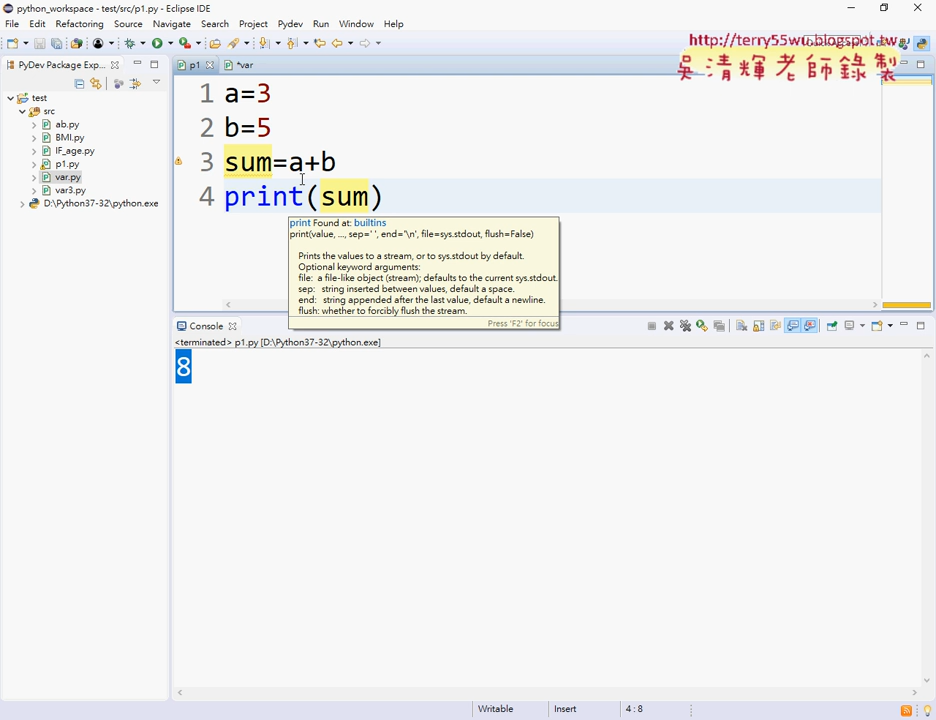 python_workspace - test/src/p1.py - Eclipse IDE
File Edit Refactoring Source Navigate Search Project Pydev Run Window Help
http://terry55wu.blogspot.tw
吳清輝老師錄製
PyDev Package Exp...
p1
*var
test
src
ab.py
BMI.py
IF_age.py
p1.py
var.py
var3.py
D:\Python37-32\python.exe
1 a=3
2 b=5
3 sum=a+b
4 print(sum)
print Found at: builtins
print(value, ..., sep=' ', end='\n', file=sys.stdout, flush=False)
Prints the values to a stream, or to sys.stdout by default.
Optional keyword arguments:
file: a file-like object (stream); defaults to the current sys.stdout.
sep: string inserted between values, default a space.
end: string appended after the last value, default a newline.
flush: whether to forcibly flush the stream.
Press 'F2' for focus
Console
<terminated> p1.py [D:\Python37-32\python.exe]
8
Writable
Insert
4 : 8